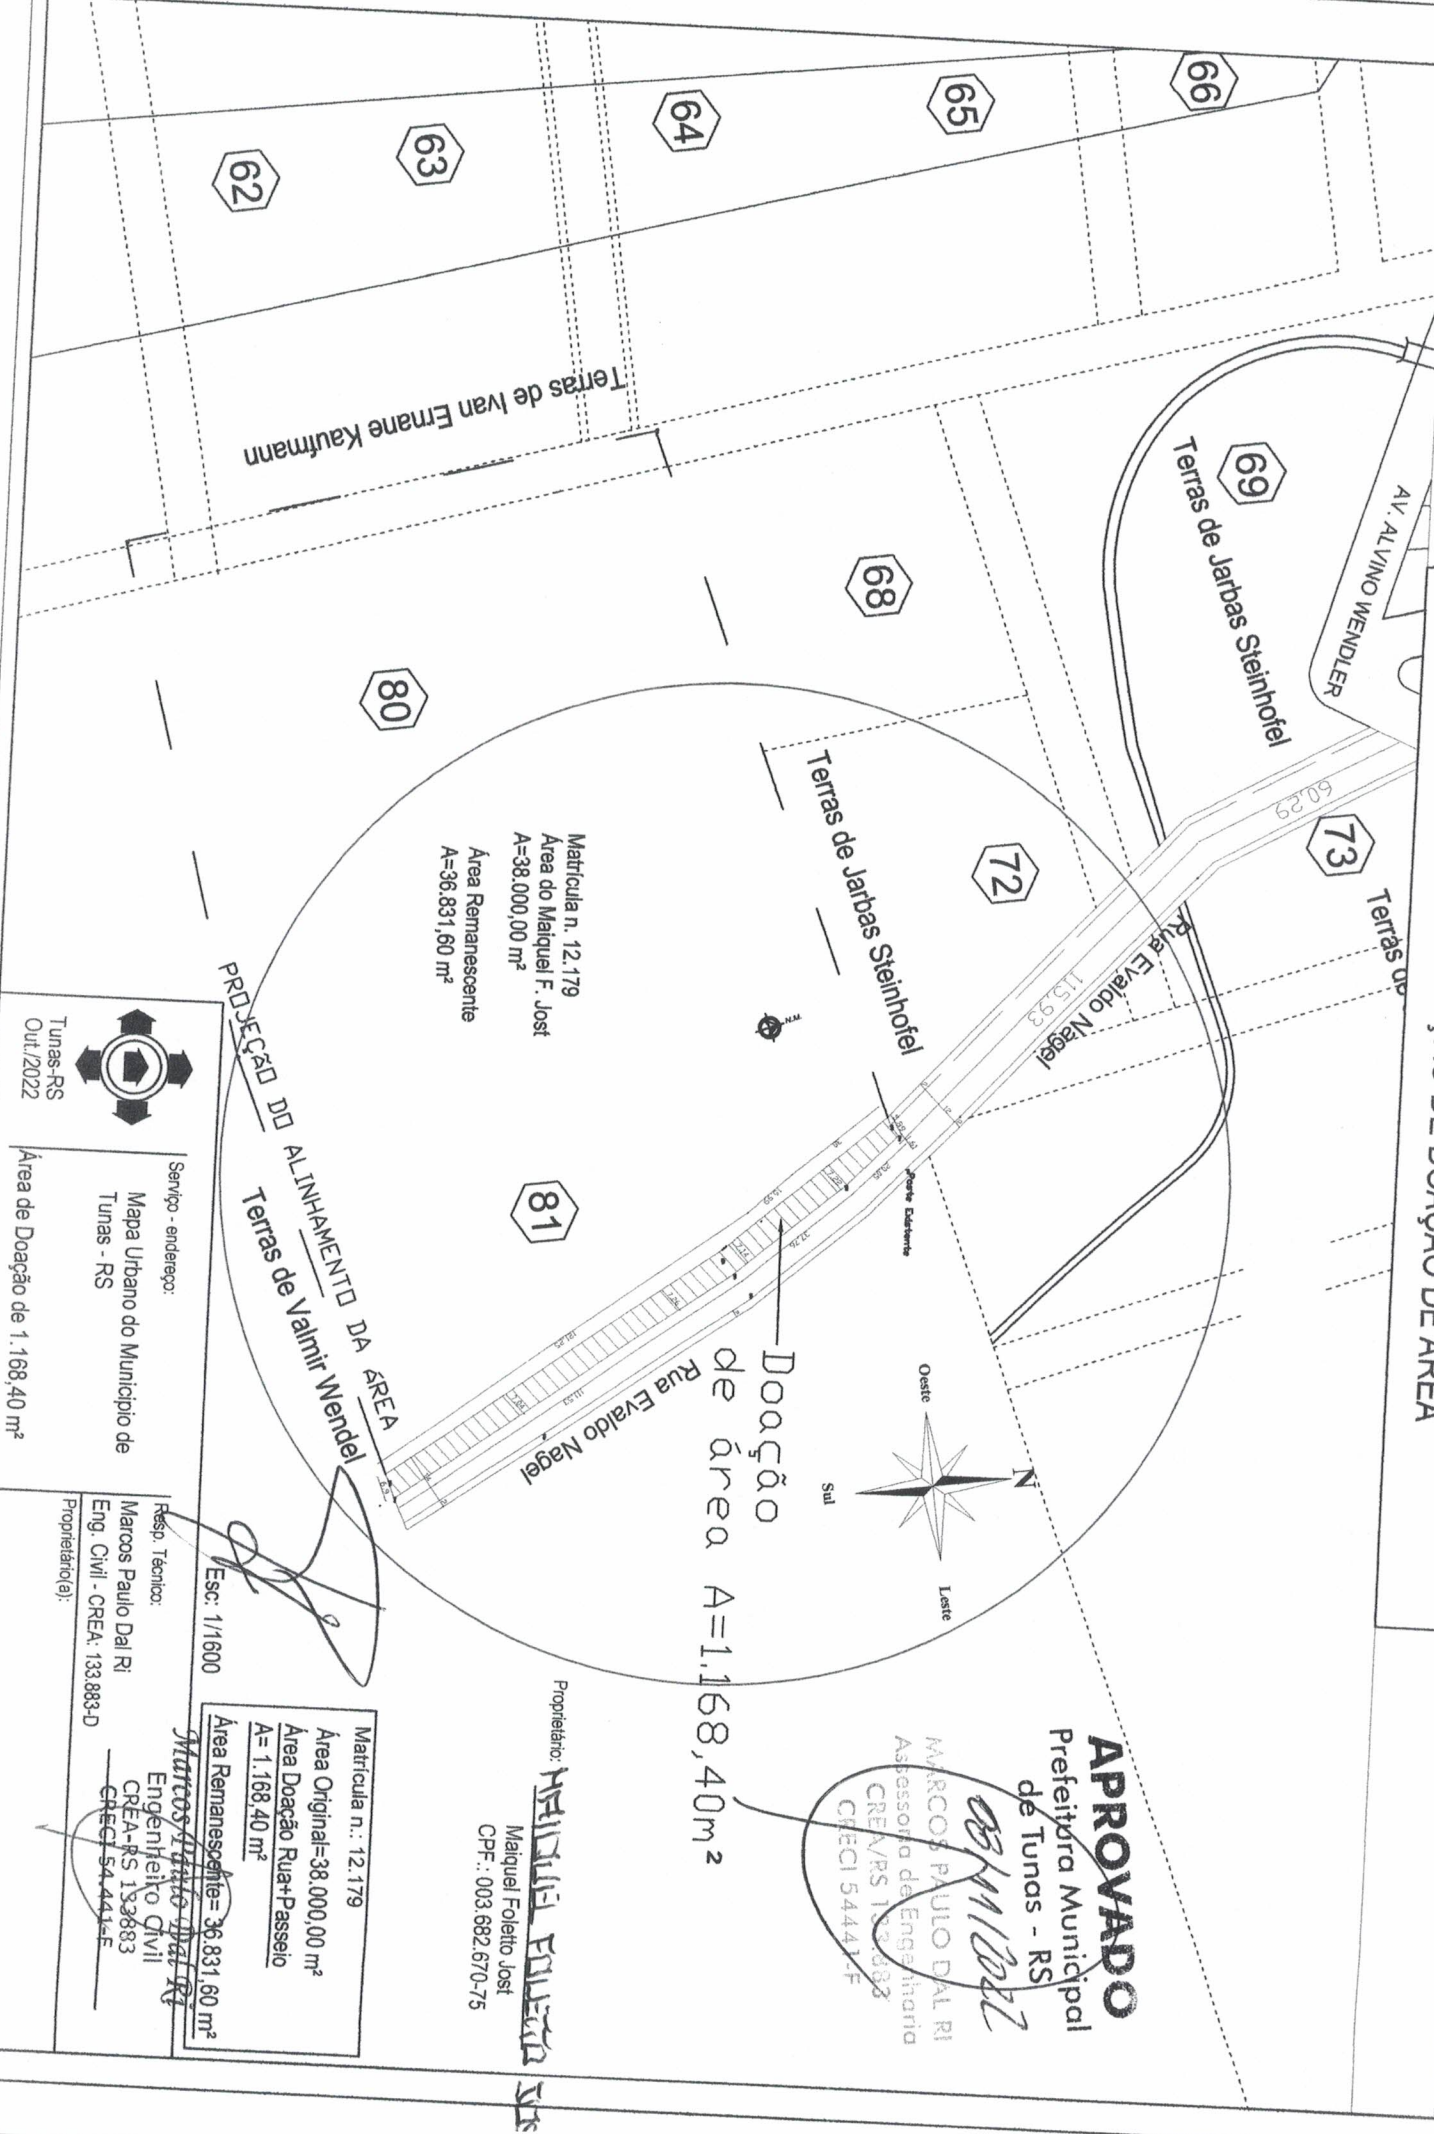 DOAÇÃO DE ÁREA
66
65
64
63
62
AV. ALVINO WENDLER
69
Terras de Jarbas Steinhofel
60,29
73
Terras
Terras de Ivan Ernane Kaufmann
68
80
72
Terras de Jarbas Steinhofel
Rua Evaldo Nagel
115,93
Matrícula n. 12.179
Área do Maiquel F. Jost
A=38.000,00 m²
Área Remanescente
A=36.831,60 m²
N.M.
Poste Existente
81
PROJEÇÃO DO ALINHAMENTO DA ÁREA
Terras de Valmir Wendel
Rua Evaldo Nagel
Doação
de área A=1.168,40m²
N
Oeste
Leste
Sul
APROVADO
Prefeitura Municipal
de Tunas - RS
MARCOS PAULO DAL RI
Assessoria de Engenharia
CREA/RS 133.883
CRECI 54441-F
Proprietário: MAIQUEL FOLETTO JOST
Maiquel Foletto Jost
CPF.: 003.682.670-75
Matrícula n.: 12.179
Área Original=38.000,00 m²
Área Doação Rua+Passeio
A= 1.168,40 m²
Área Remanescente= 36.831,60 m²
Esc: 1/1600
Serviço - endereço:
Mapa Urbano do Municipio de
Tunas - RS
Tunas-RS
Out./2022
Área de Doação de 1.168,40 m²
Resp. Técnico:
Marcos Paulo Dal Ri
Eng. Civil - CREA: 133.883-D
Marcos Paulo Dal Ri
Engenheiro Civil
CREA-RS 133883
CRECI 54.441-F
Proprietário(a):